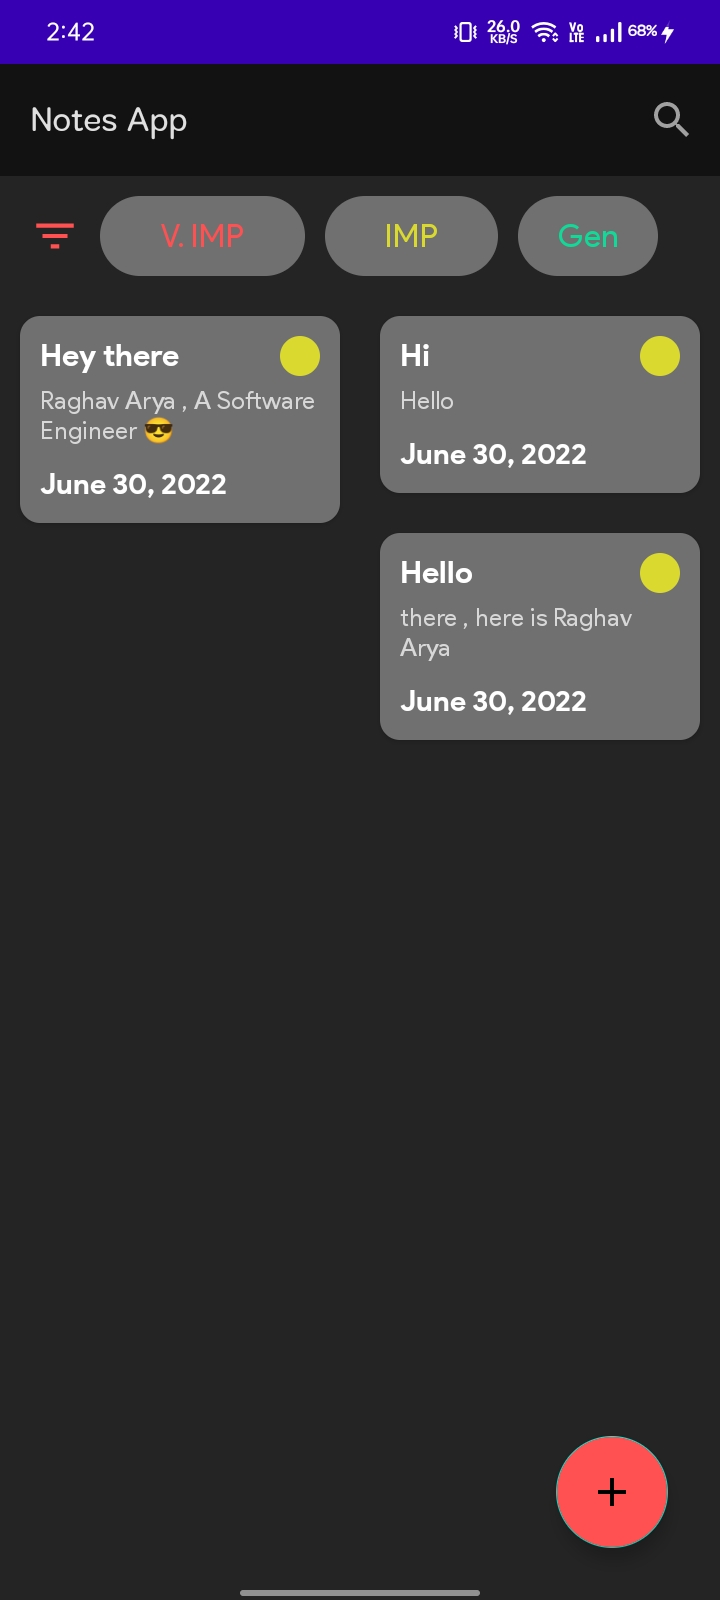 2:42
26.0
KB/S
Vo
LTE
68%
Notes App
V. IMP
IMP
Gen
Hey there
Raghav Arya , A Software
Engineer 😎
June 30, 2022
Hi
Hello
June 30, 2022
Hello
there , here is Raghav
Arya
June 30, 2022